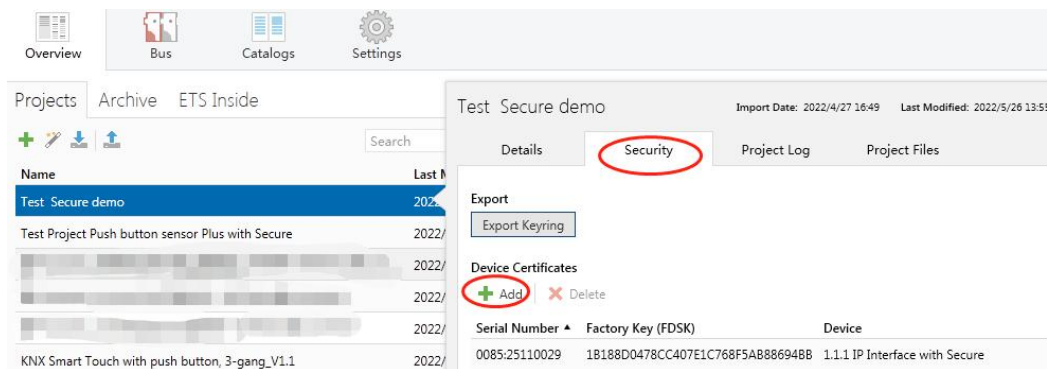 Overview Bus Catalogs Settings
Projects Archive ETS Inside
Search
Name Last
Test Secure demo 202
Test Project Push button sensor Plus with Secure 2022/
2022/
2022/
2022/
KNX Smart Touch with push button, 3-gang_V1.1 2022/
Test Secure demo Import Date: 2022/4/27 16:49 Last Modified: 2022/5/26 13:55
Details Security Project Log Project Files
Export
Export Keyring
Device Certificates
Add Delete
Serial Number Factory Key (FDSK) Device
0085:25110029 1B188D0478CC407E1C768F5AB88694BB 1.1.1 IP Interface with Secure